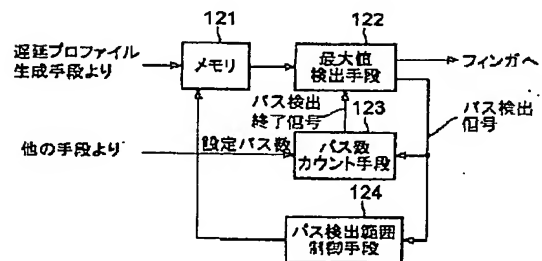 121
122
遅延プロファイル
生成手段より
メモリ
最大値
検出手段
フィンガへ
パス検出
終了信号
123
パス検出
信号
他の手段より
設定パス数
パス数
カウント手段
124
パス検出範囲
制御手段